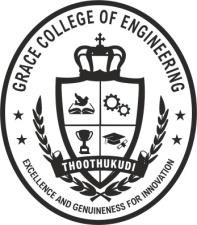 GRACE COLLEGE OF ENGINEERING
THOOTHUKUDI
EXCELLENCE AND GENUINENESS FOR INNOVATION